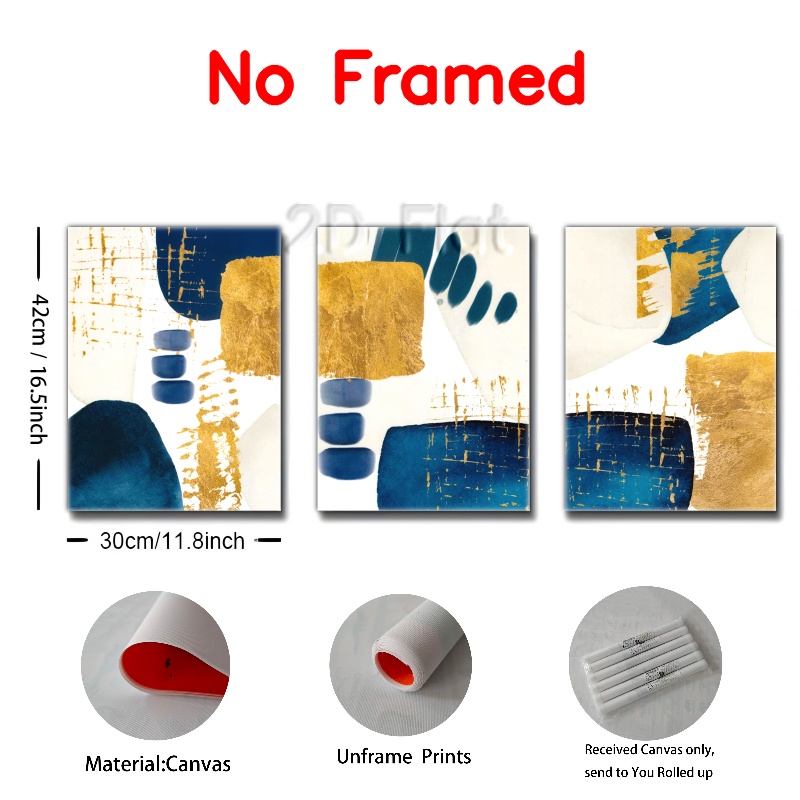 No Framed
2D Flat
42cm / 16.5inch
30cm/11.8inch
Material:Canvas
Unframe Prints
Received Canvas only,
send to You Rolled up